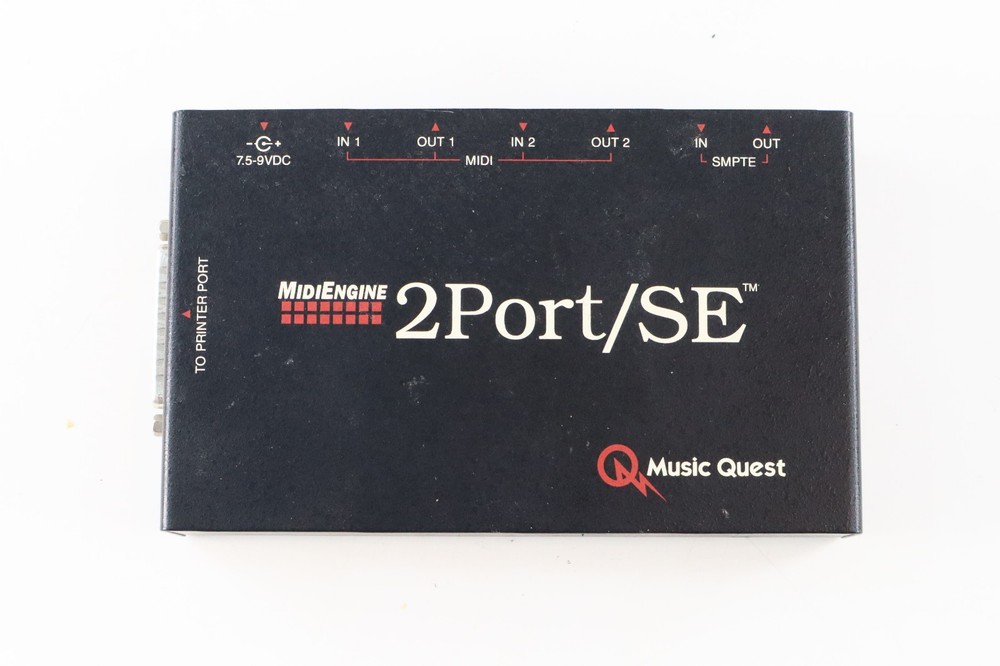 -C+
7.5-9VDC
IN 1
OUT 1
IN 2
OUT 2
MIDI
IN
OUT
SMPTE
TO PRINTER PORT
MIDIENGINE
2Port/SE™
Music Quest